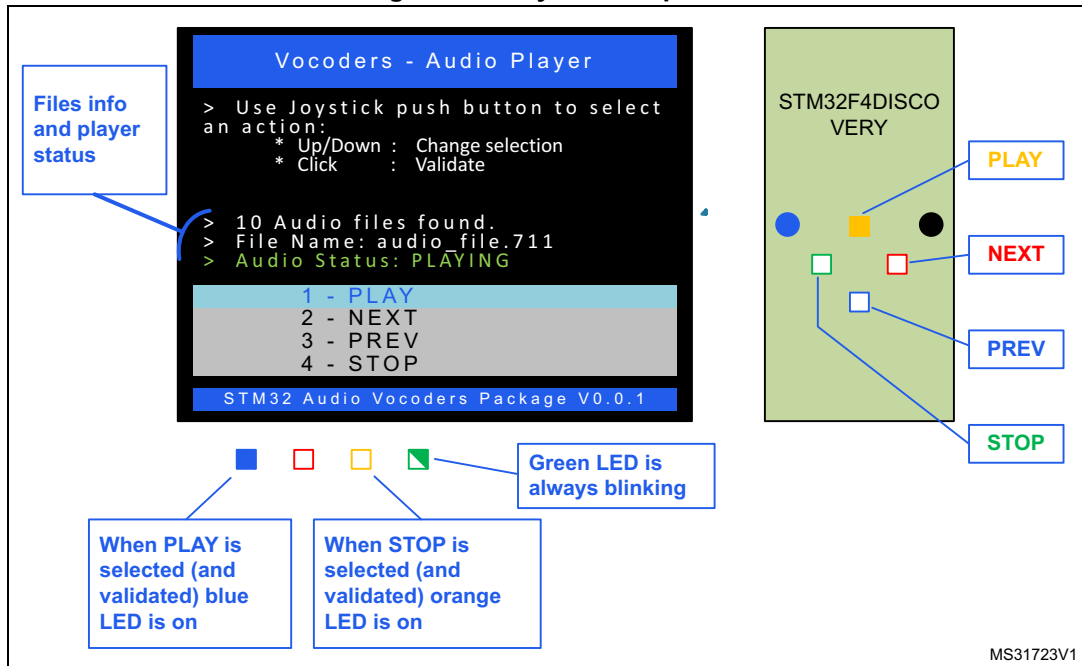 Vocoders - Audio Player
> Use Joystick push button to select
an action:
* Up/Down : Change selection
* Click : Validate
> 10 Audio files found.
> File Name: audio_file.711
> Audio Status: PLAYING
1 - PLAY
2 - NEXT
3 - PREV
4 - STOP
STM32 Audio Vocoders Package V0.0.1
Files info
and player
status
STM32F4DISCO
VERY
PLAY
NEXT
PREV
STOP
Green LED is
always blinking
When PLAY is
selected (and
validated) blue
LED is on
When STOP is
selected (and
validated) orange
LED is on
MS31723V1